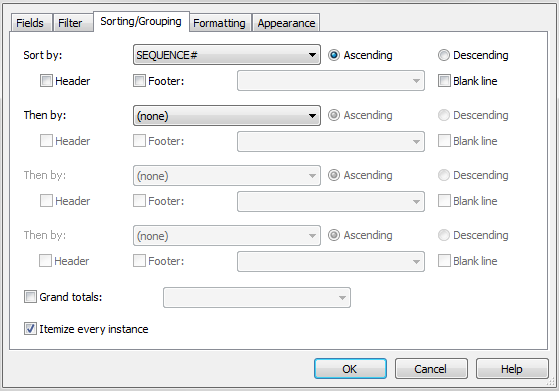 Fields Filter Sorting/Grouping Formatting Appearance
Sort by: SEQUENCE# Ascending Descending
Header Footer: Blank line
Then by: (none) Ascending Descending
Header Footer: Blank line
Then by: (none) Ascending Descending
Header Footer: Blank line
Then by: (none) Ascending Descending
Header Footer: Blank line
Grand totals:
Itemize every instance
OK Cancel Help